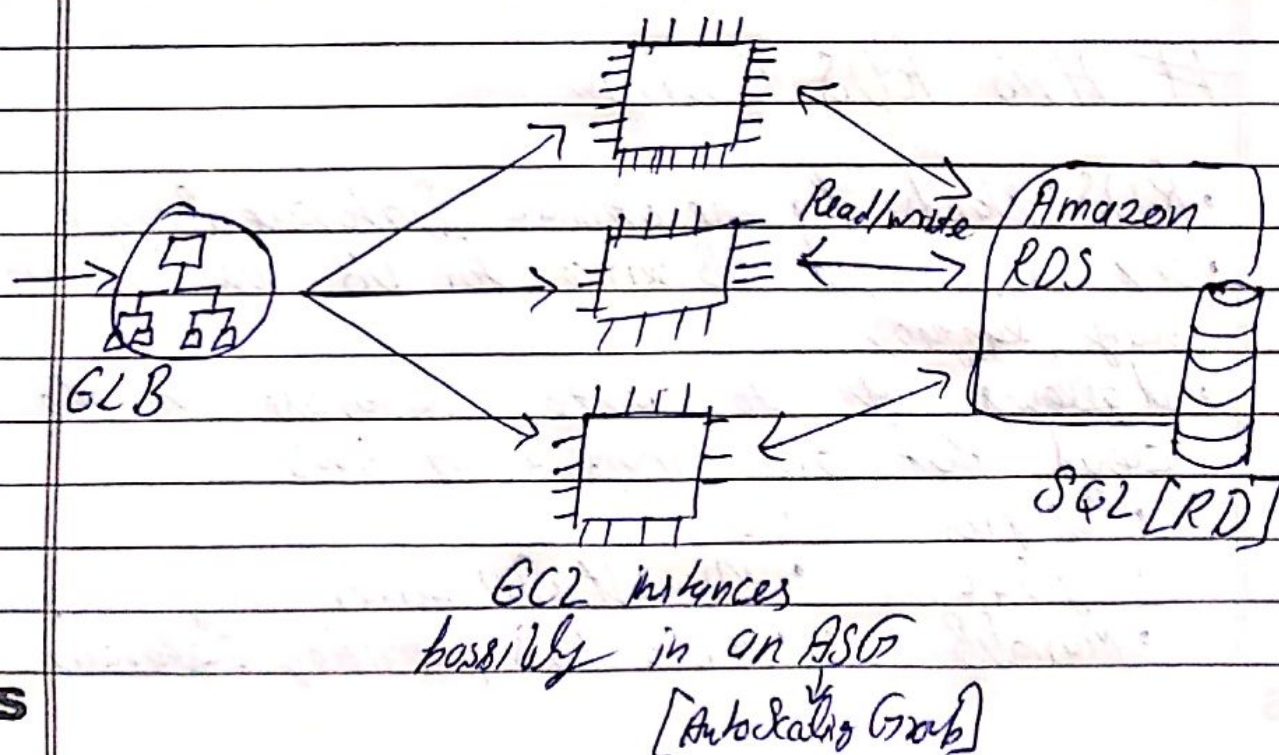 Read/write
Amazon
RDS
ELB
SQL [RD]
EC2 instances
possibly in an ASG
[AutoScaling Group]
S